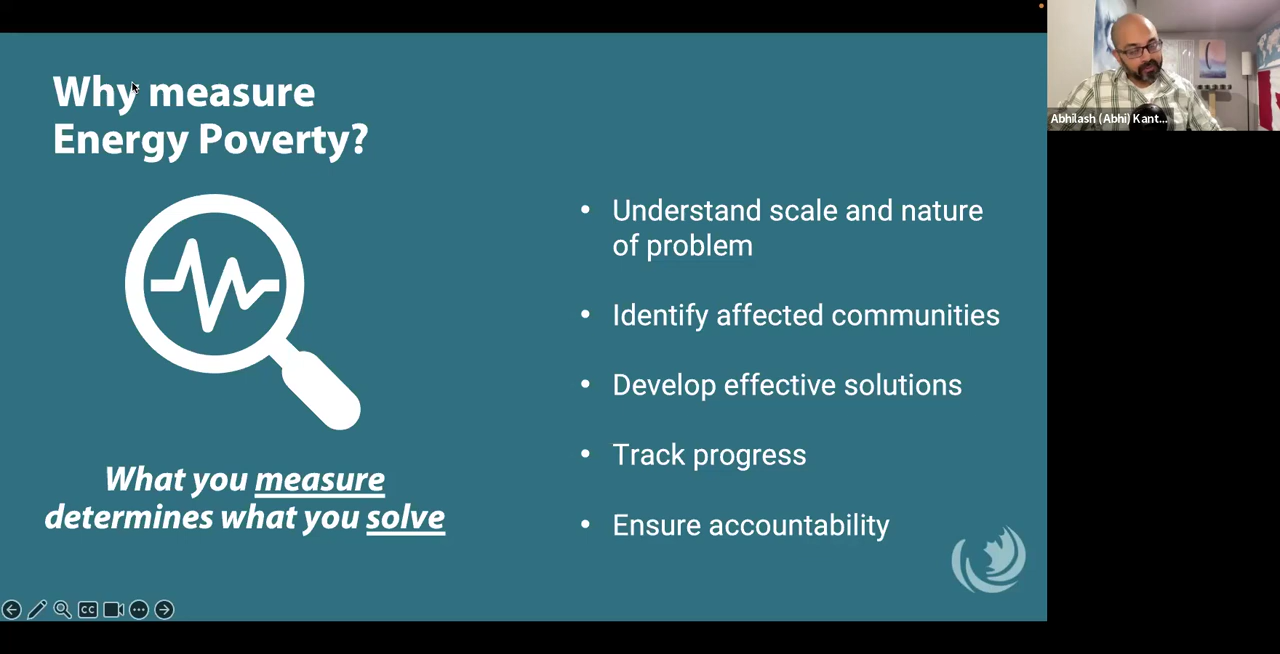 Why measure
Energy Poverty?
What you measure
determines what you solve
• Understand scale and nature
of problem
• Identify affected communities
• Develop effective solutions
• Track progress
• Ensure accountability
CC
Abhilash (Abhi) Kant...